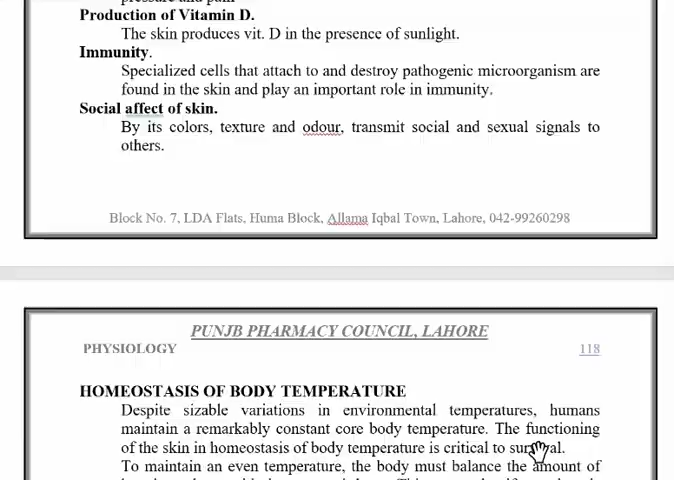 Production of Vitamin D.
The skin produces vit. D in the presence of sunlight.
Immunity.
Specialized cells that attach to and destroy pathogenic microorganism are
found in the skin and play an important role in immunity.
Social affect of skin.
By its colors, texture and odour, transmit social and sexual signals to
others.
Block No. 7, LDA Flats, Huma Block, Allama Iqbal Town, Lahore, 042-99260298
PUNJB PHARMACY COUNCIL, LAHORE
PHYSIOLOGY 118
HOMEOSTASIS OF BODY TEMPERATURE
Despite sizable variations in environmental temperatures, humans
maintain a remarkably constant core body temperature. The functioning
of the skin in homeostasis of body temperature is critical to survival.
To maintain an even temperature, the body must balance the amount of